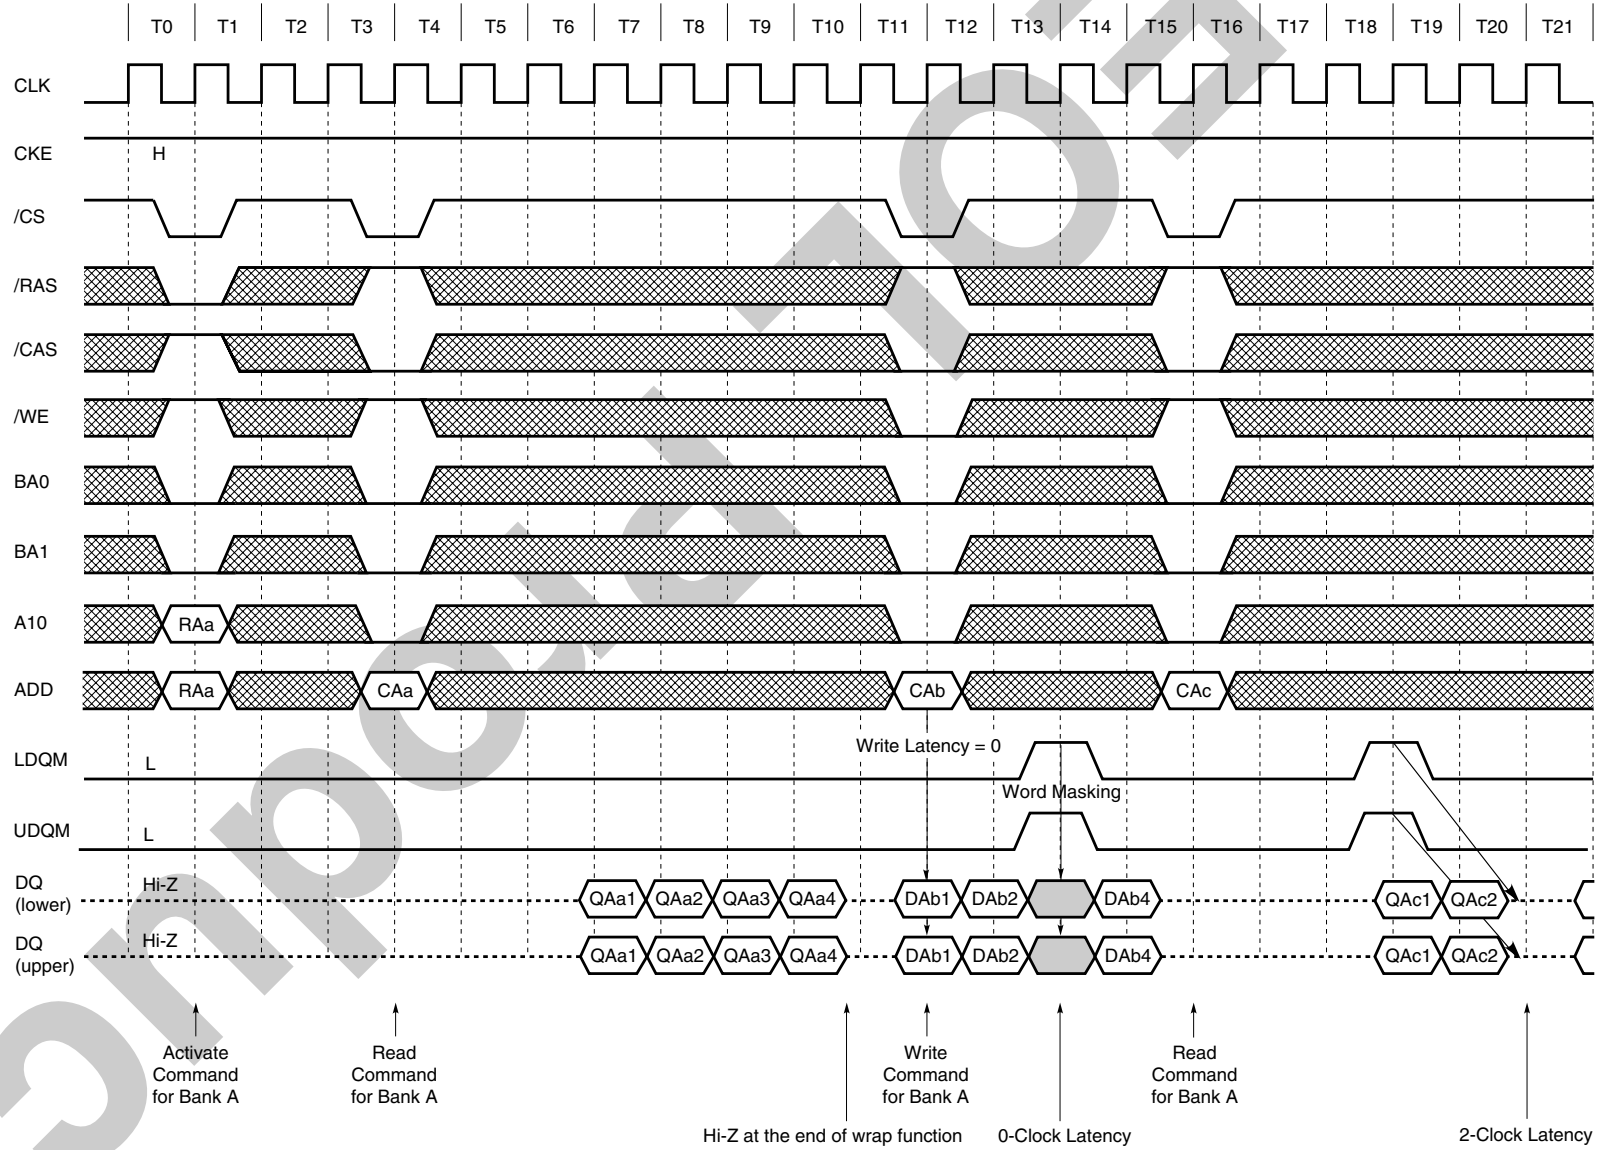 T0 T1 T2 T3 T4 T5 T6 T7 T8 T9 T10 T11 T12 T13 T14 T15 T16 T17 T18 T19 T20 T21
CLK
CKE H
/CS
/RAS
/CAS
/WE
BA0
BA1
A10 RAa
ADD RAa CAa CAb CAc
Write Latency = 0
LDQM L
Word Masking
UDQM L
DQ
(lower)
Hi-Z QAa1 QAa2 QAa3 QAa4 DAb1 DAb2 DAb4 QAc1 QAc2
DQ
(upper)
Hi-Z QAa1 QAa2 QAa3 QAa4 DAb1 DAb2 DAb4 QAc1 QAc2
Activate
Command
for Bank A
Read
Command
for Bank A
Write
Command
for Bank A
Read
Command
for Bank A
Hi-Z at the end of wrap function
0-Clock Latency
2-Clock Latency
EOL Produc